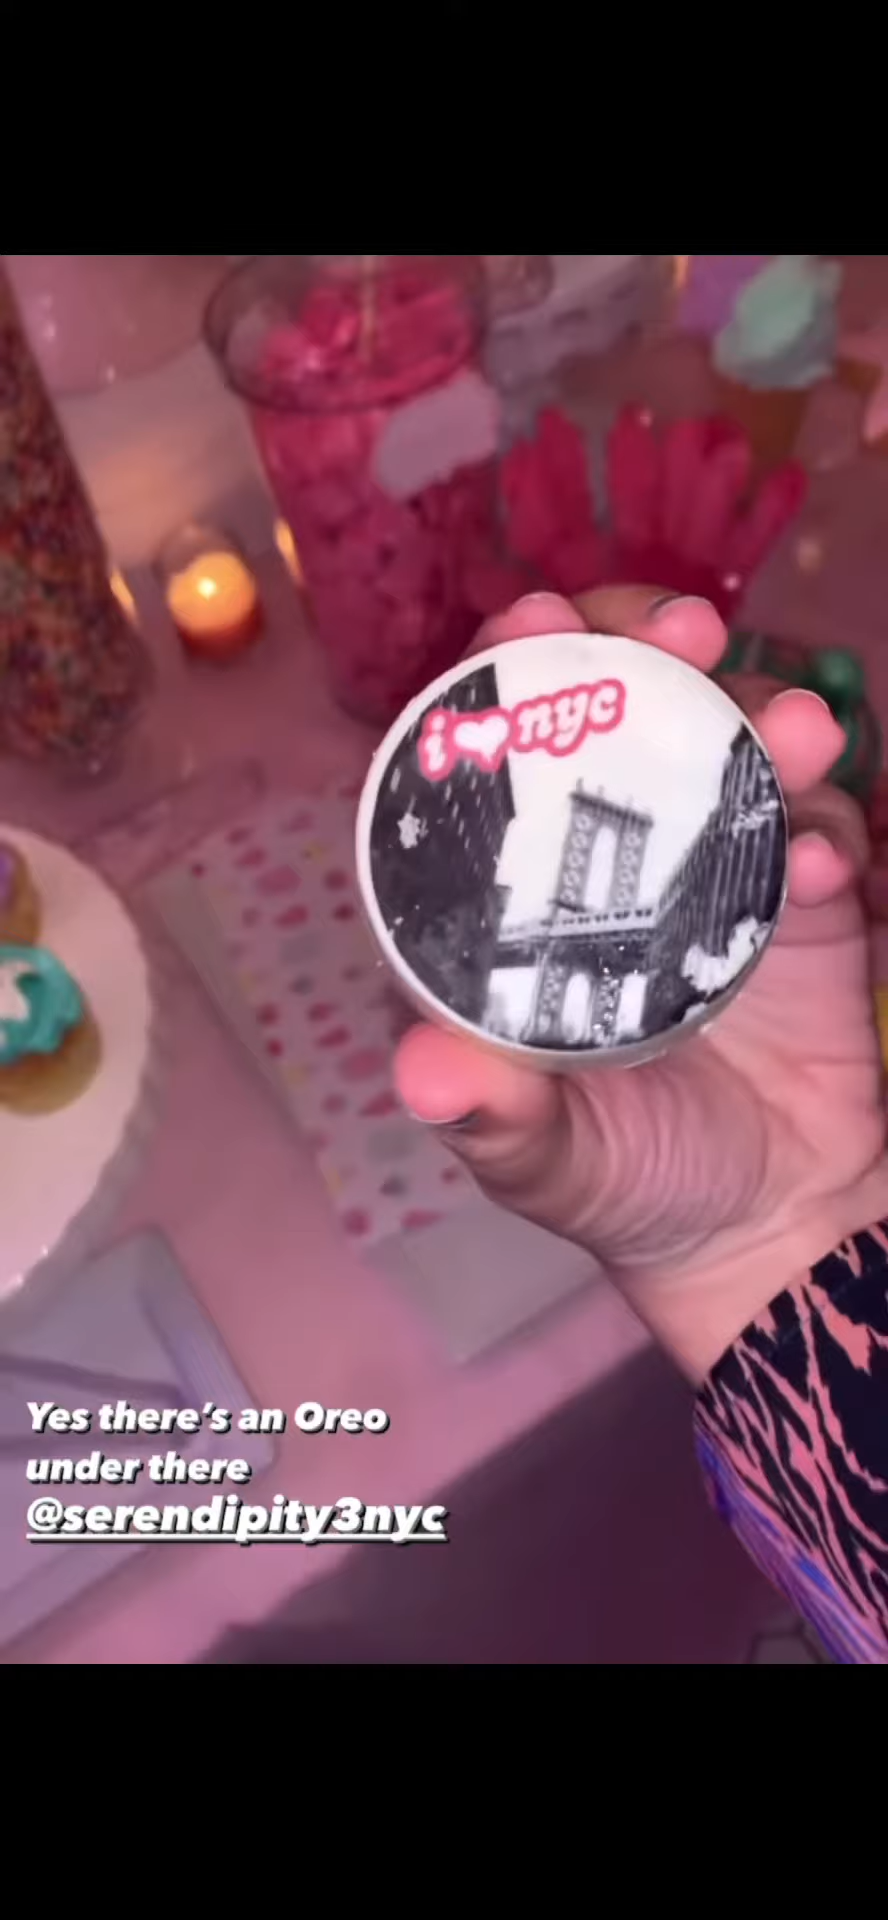 i🤍nyc
Yes there's an Oreo
under there
@serendipity3nyc